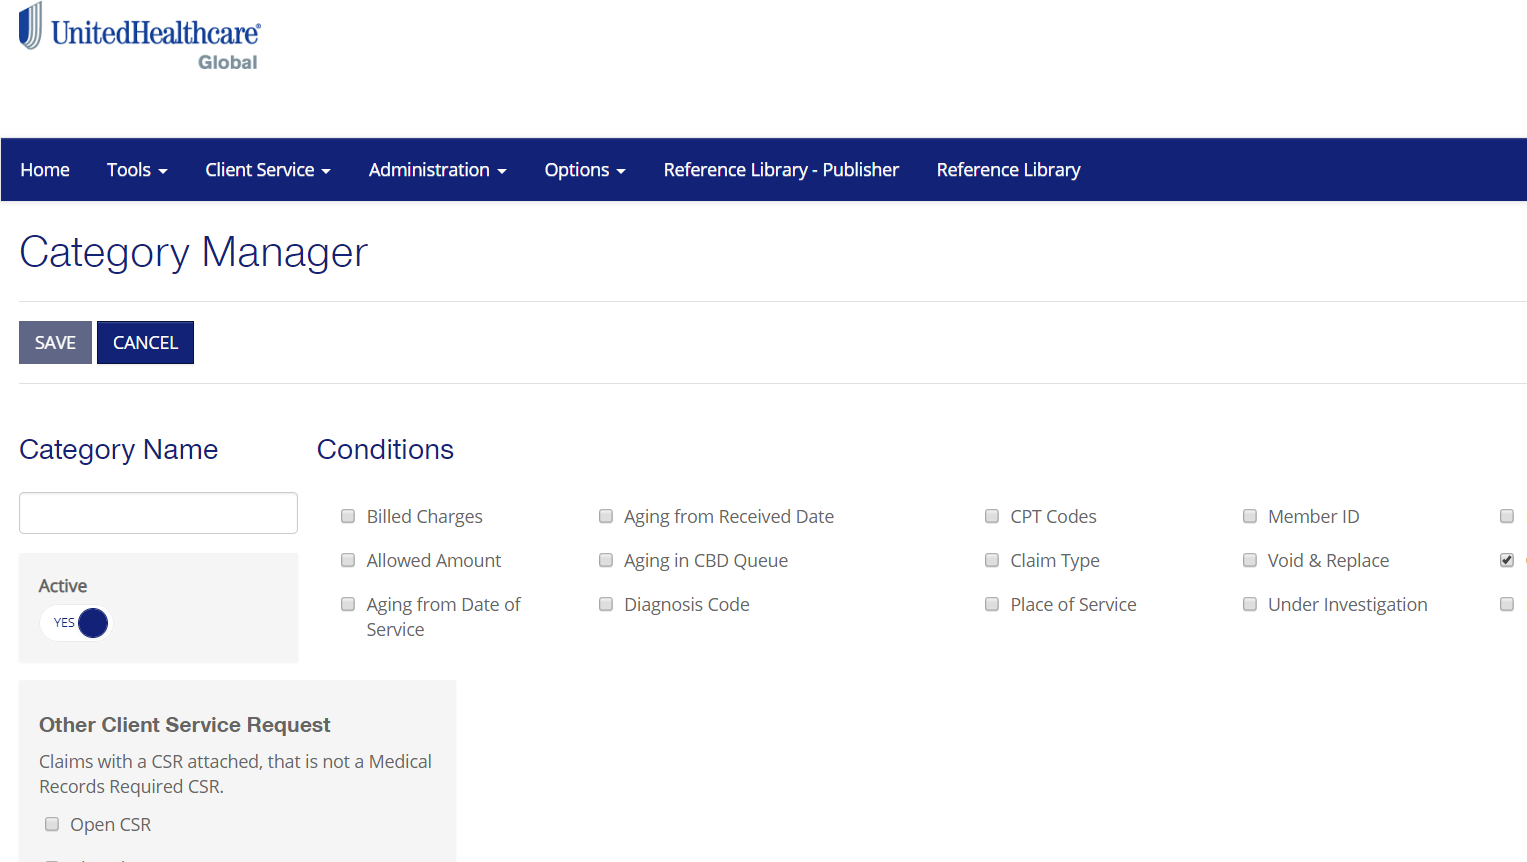 UnitedHealthcare®
Global
Home Tools Client Service Administration Options Reference Library - Publisher Reference Library
Category Manager
SAVE CANCEL
Category Name
Conditions
Billed Charges Aging from Received Date CPT Codes Member ID
Allowed Amount Aging in CBD Queue Claim Type Void & Replace
Aging from Date of Diagnosis Code Place of Service Under Investigation
Service
Active
YES
Other Client Service Request
Claims with a CSR attached, that is not a Medical
Records Required CSR.
Open CSR